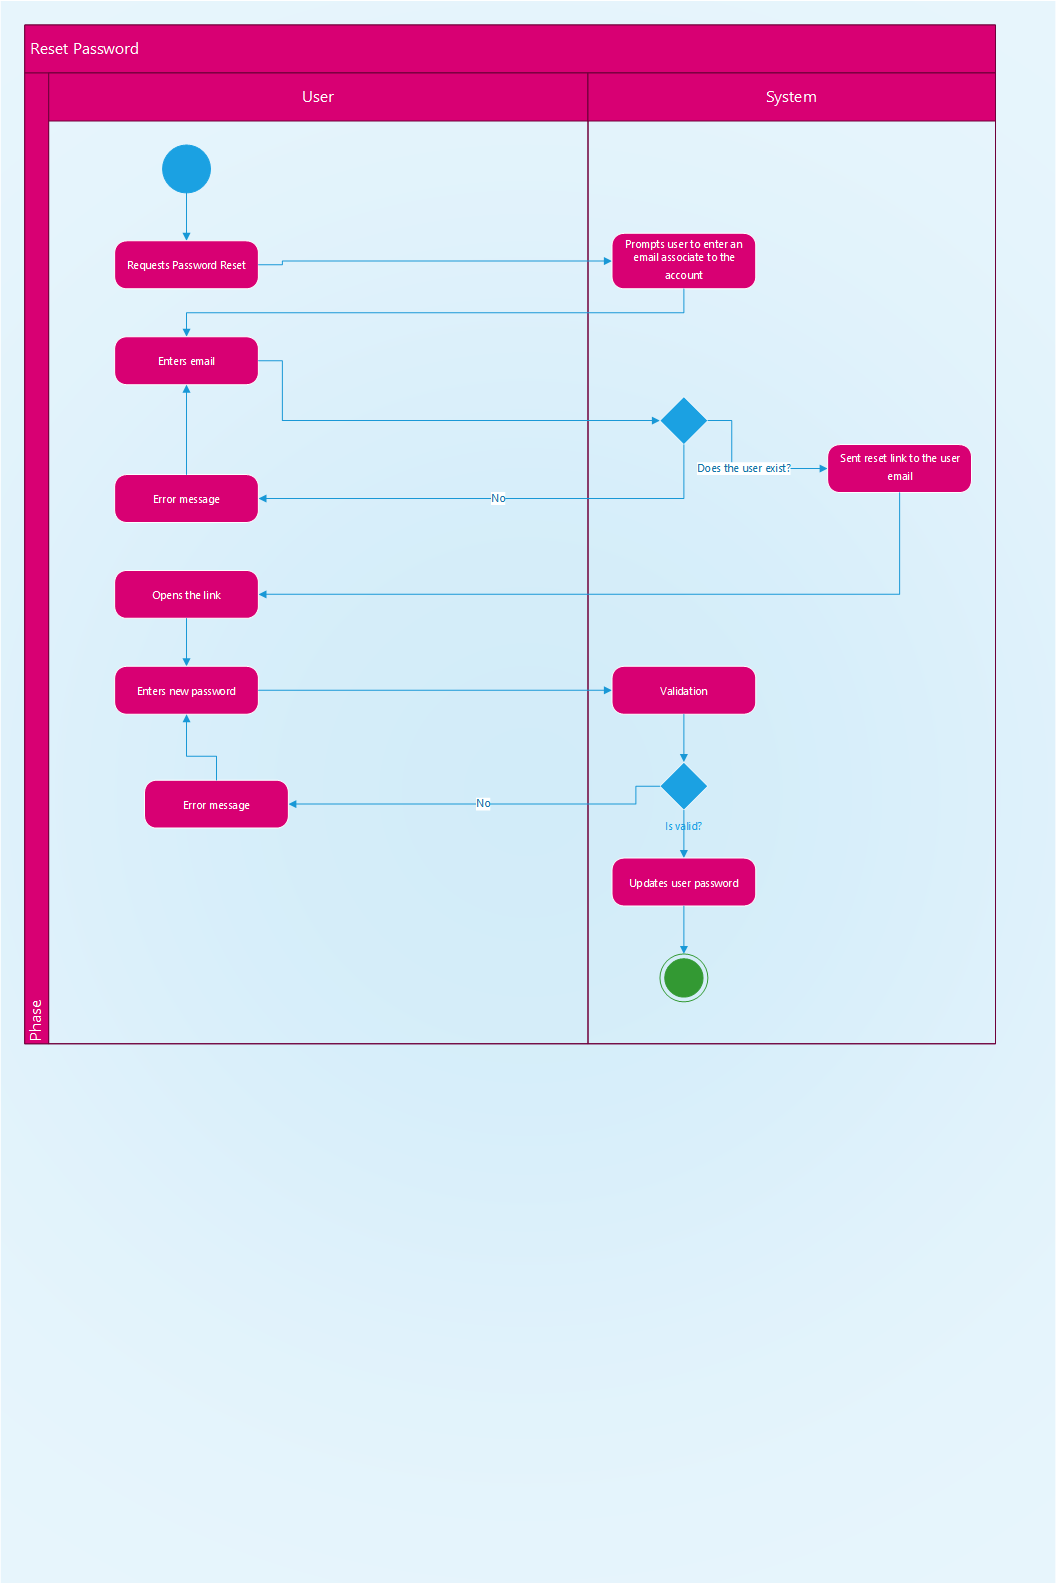 Reset Password
User
System
Requests Password Reset
Prompts user to enter an
email associate to the
account
Enters email
Does the user exist?
Sent reset link to the user
email
Error message
No
Opens the link
Enters new password
Validation
Error message
No
Is valid?
Updates user password
Phase